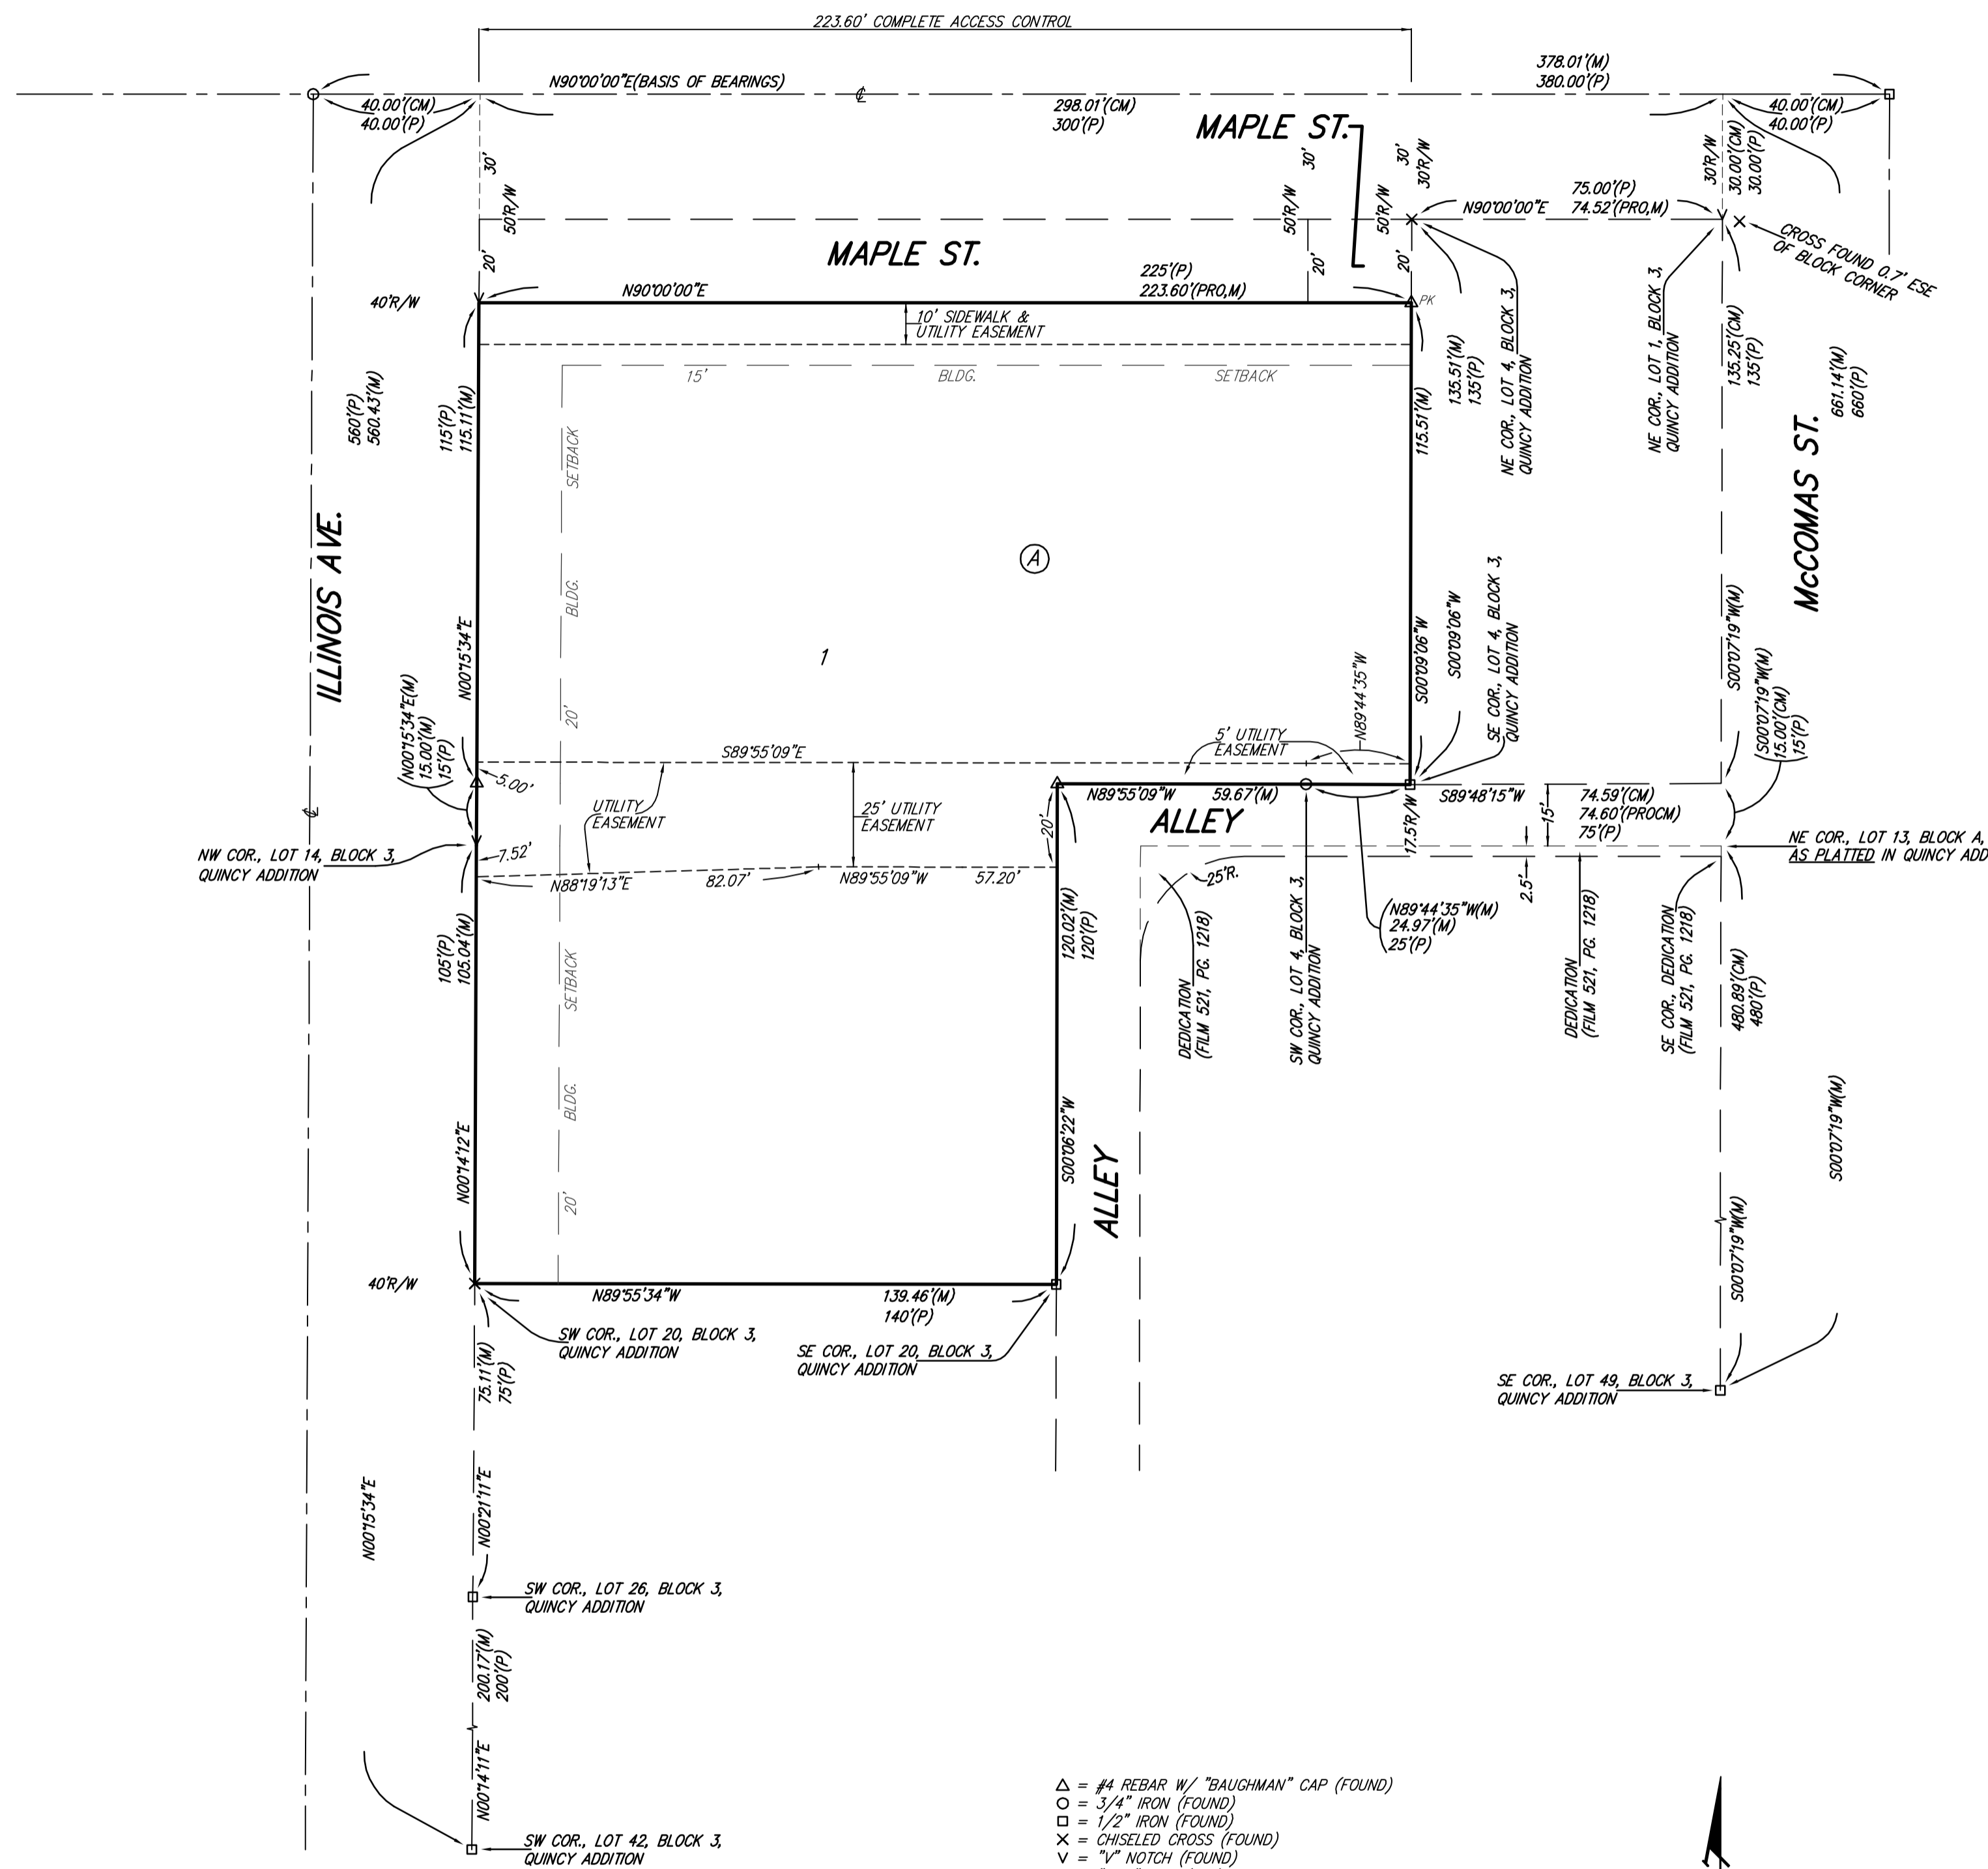 223.60' COMPLETE ACCESS CONTROL
N90°00'00"E(BASIS OF BEARINGS)
378.01'(M)
380.00'(P)
40.00'(CM)
40.00'(P)
298.01'(CM)
300'(P)
40.00'(CM)
40.00'(P)
MAPLE ST.
30'
50'R/W
20'
30'
50'R/W
20'
30'
30'R/W
50'R/W
20'
30'R/W
30.00'(CM)
30.00'(P)
75.00'(P)
N90°00'00"E 74.52'(PRO,M)
CROSS FOUND 0.7' ESE
OF BLOCK CORNER
MAPLE ST.
225'(P)
N90°00'00"E 223.60'(PRO,M)
40'R/W
PK
10' SIDEWALK &
UTILITY EASEMENT
15' BLDG. SETBACK
NE COR., LOT 4, BLOCK 3,
QUINCY ADDITION
NE COR., LOT 1, BLOCK 3,
QUINCY ADDITION
135.51'(M)
135'(P)
135.25'(CM)
135'(P)
661.14'(M)
660'(P)
560'(P)
560.43'(M)
115'(P)
115.11'(M)
115.51'(M)
SETBACK
BLDG.
20'
ILLINOIS AVE.
McCOMAS ST.
A
1
N00°15'34"E
S00°09'06"W
S00°09'06"W
SE COR., LOT 4, BLOCK 3,
QUINCY ADDITION
S00°07'19"W(M)
N89°44'35"W
(N00°15'34"E(M)
15.00'(M)
15'(P)
(S00°07'19"W(M)
15.00'(CM)
15'(P)
S89°55'09"E
5' UTILITY
EASEMENT
5.00'
UTILITY
EASEMENT
25' UTILITY
EASEMENT
20'
N89°55'09"W 59.67'(M)
ALLEY
17.5'R/W
S89°48'15"W
74.59'(CM)
74.60'(PROCM)
75'(P)
15'
2.5'
NE COR., LOT 13, BLOCK A,
AS PLATTED IN QUINCY ADD
NW COR., LOT 14, BLOCK 3,
QUINCY ADDITION
7.52'
N88°19'13"E 82.07'
N89°55'09"W 57.20'
25'R.
(N89°44'35"W(M)
24.97'(M)
25'(P)
105'(P)
105.04'(M)
SETBACK
BLDG.
20'
120.02'(M)
120'(P)
DEDICATION
(FILM 521, PG. 1218)
SW COR., LOT 4, BLOCK 3,
QUINCY ADDITION
DEDICATION
(FILM 521, PG. 1218)
SE COR., DEDICATION
(FILM 521, PG. 1218)
480.89'(CM)
480'(P)
N00°14'12"E
S00°06'22"W
ALLEY
S00°07'19"W(M)
S00°07'19"W(M)
40'R/W
N89°55'34"W 139.46'(M)
140'(P)
SW COR., LOT 20, BLOCK 3,
QUINCY ADDITION
SE COR., LOT 20, BLOCK 3,
QUINCY ADDITION
75.11'(M)
75'(P)
SE COR., LOT 49, BLOCK 3,
QUINCY ADDITION
N00°15'34"E
N00°21'11"E
SW COR., LOT 26, BLOCK 3,
QUINCY ADDITION
200.17'(M)
200'(P)
N00°14'11"E
SW COR., LOT 42, BLOCK 3,
QUINCY ADDITION
△ = #4 REBAR W/ "BAUGHMAN" CAP (FOUND)
○ = 3/4" IRON (FOUND)
□ = 1/2" IRON (FOUND)
X = CHISELED CROSS (FOUND)
V = "V" NOTCH (FOUND)